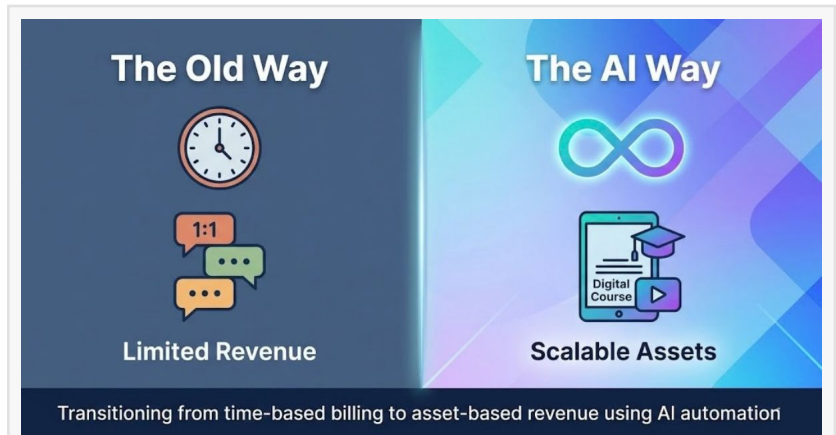 The Old Way
1:1
Limited Revenue
The AI Way
Digital
Course
Scalable Assets
Transitioning from time-based billing to asset-based revenue using AI automation